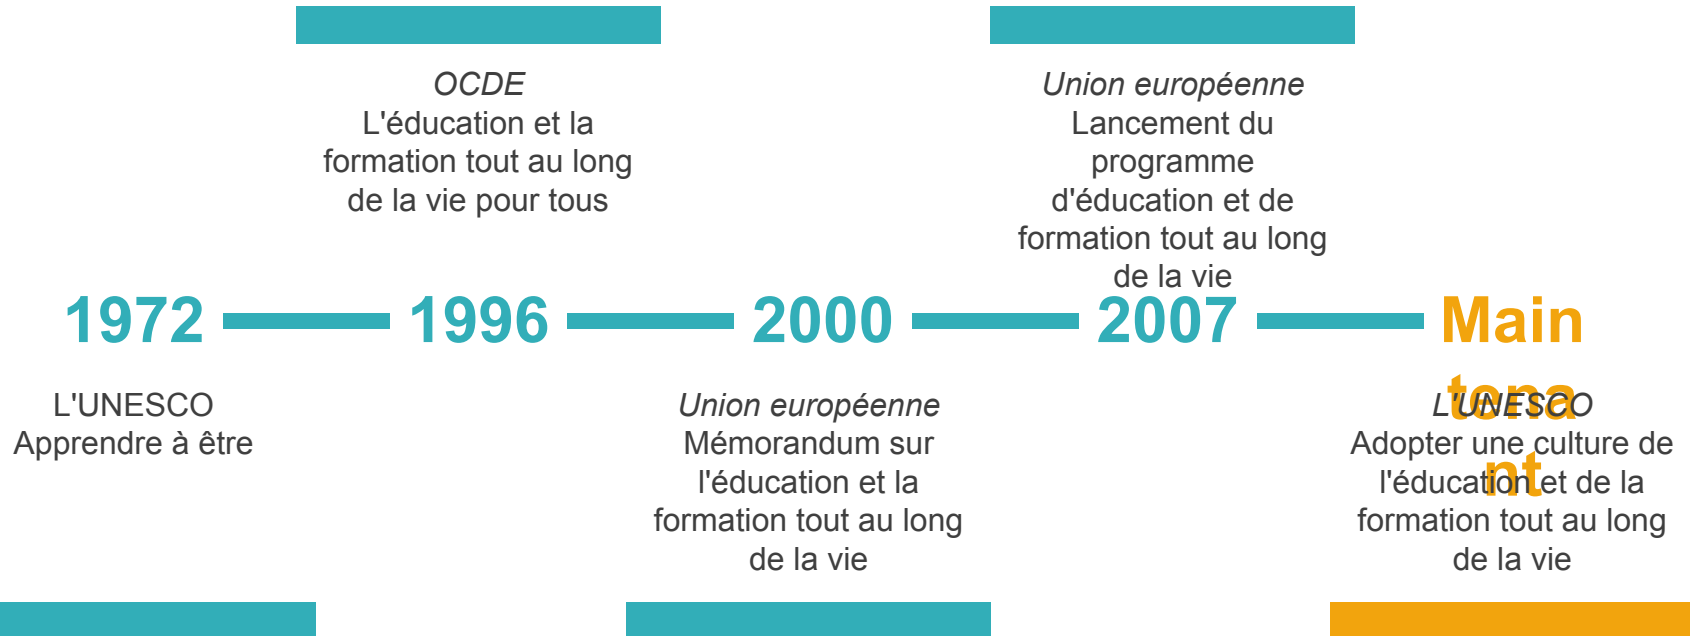 OCDE
L'éducation et la
formation tout au long
de la vie pour tous
Union européenne
Lancement du
programme
d'éducation et de
formation tout au long
de la vie
1972
1996
2000
2007
Main
tena
nt
L'UNESCO
Apprendre à être
Union européenne
Mémorandum sur
l'éducation et la
formation tout au long
de la vie
L'UNESCO
Adopter une culture de
l'éducation et de la
formation tout au long
de la vie